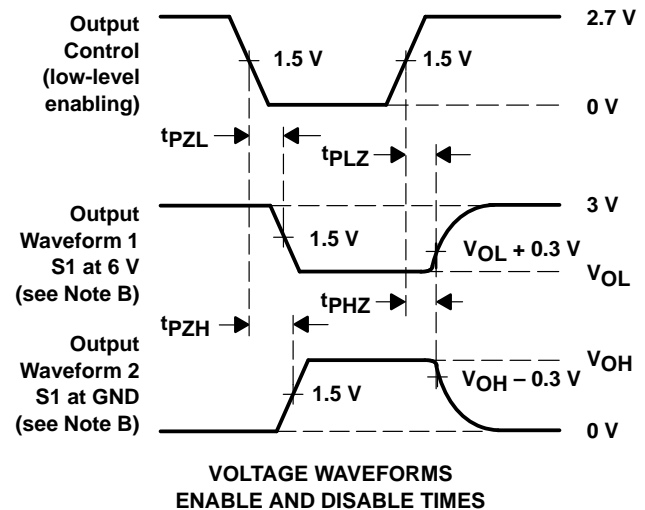 Output
Control
(low-level
enabling)
1.5 V
1.5 V
2.7 V
0 V
tPZL
tPLZ
Output
Waveform 1
S1 at 6 V
(see Note B)
1.5 V
3 V
VOL + 0.3 V
VOL
tPZH
tPHZ
Output
Waveform 2
S1 at GND
(see Note B)
1.5 V
VOH
VOH − 0.3 V
0 V
VOLTAGE WAVEFORMS
ENABLE AND DISABLE TIMES